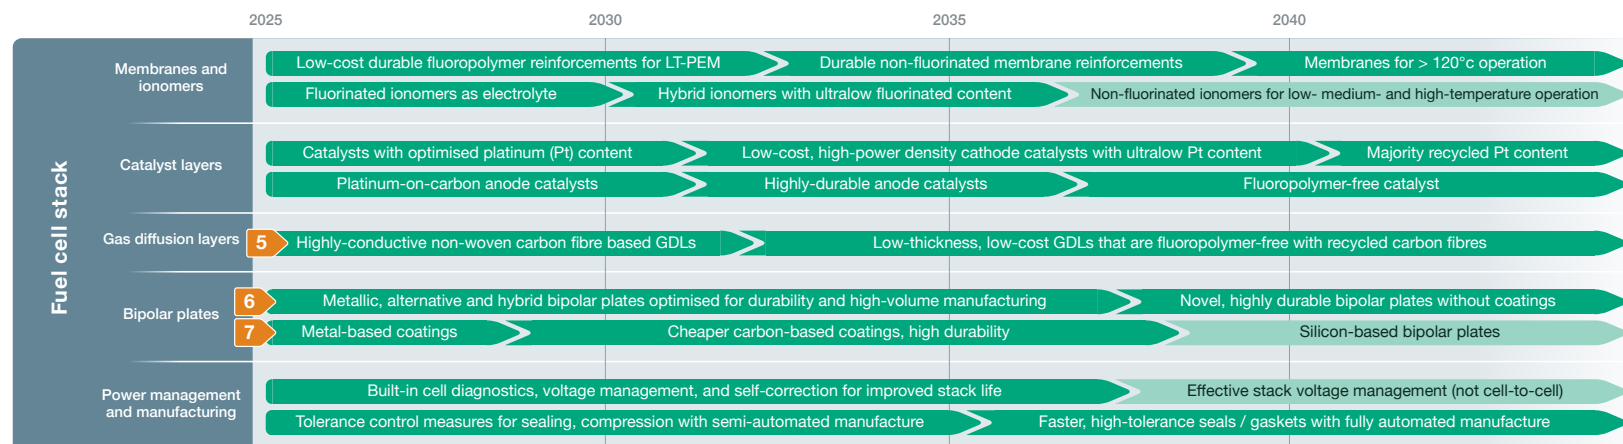 2025 2030 2035 2040
Fuel cell stack
Membranes and
ionomers
Low-cost durable fluoropolymer reinforcements for LT-PEM
Durable non-fluorinated membrane reinforcements
Membranes for > 120°c operation
Fluorinated ionomers as electrolyte
Hybrid ionomers with ultralow fluorinated content
Non-fluorinated ionomers for low- medium- and high-temperature operation
Catalyst layers
Catalysts with optimised platinum (Pt) content
Low-cost, high-power density cathode catalysts with ultralow Pt content
Majority recycled Pt content
Platinum-on-carbon anode catalysts
Highly-durable anode catalysts
Fluoropolymer-free catalyst
Gas diffusion layers
5
Highly-conductive non-woven carbon fibre based GDLs
Low-thickness, low-cost GDLs that are fluoropolymer-free with recycled carbon fibres
Bipolar plates
6
Metallic, alternative and hybrid bipolar plates optimised for durability and high-volume manufacturing
Novel, highly durable bipolar plates without coatings
7
Metal-based coatings
Cheaper carbon-based coatings, high durability
Silicon-based bipolar plates
Power management
and manufacturing
Built-in cell diagnostics, voltage management, and self-correction for improved stack life
Effective stack voltage management (not cell-to-cell)
Tolerance control measures for sealing, compression with semi-automated manufacture
Faster, high-tolerance seals / gaskets with fully automated manufacture